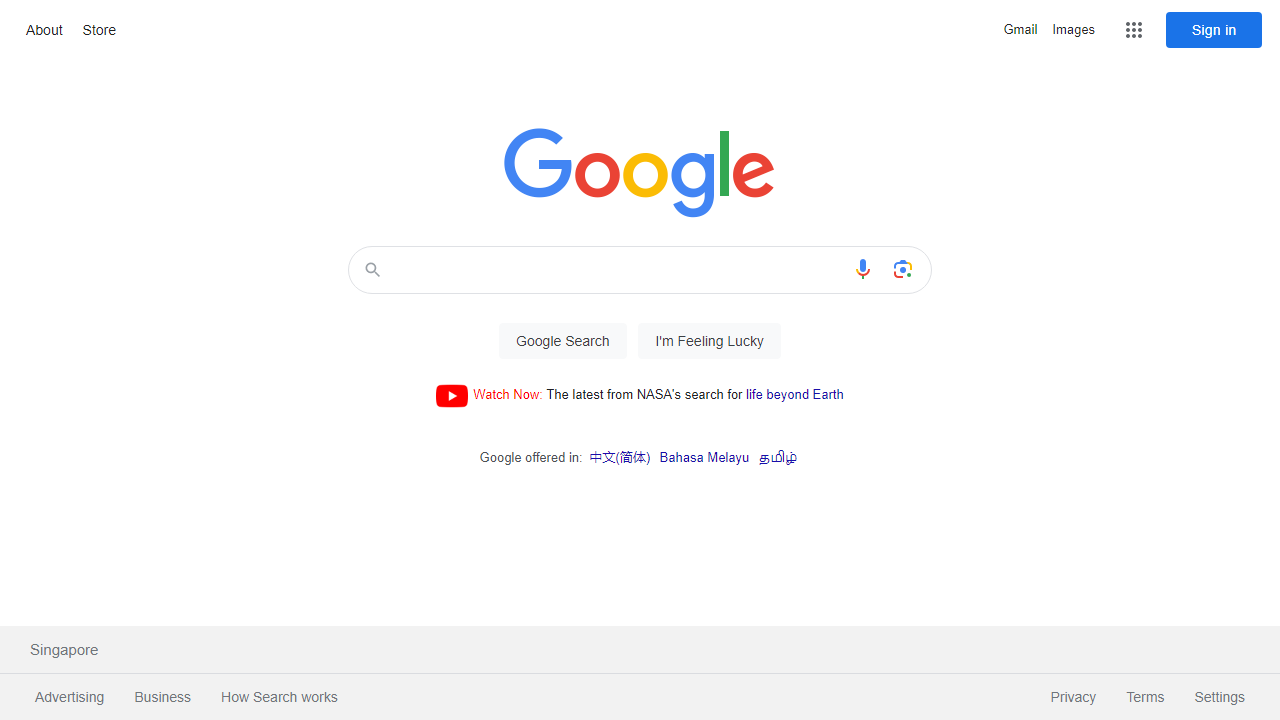 About Store Gmail Images Sign in
Google
Google Search I'm Feeling Lucky
Watch Now: The latest from NASA's search for life beyond Earth
Google offered in: 中文(简体) Bahasa Melayu தமிழ்
Singapore
Advertising Business How Search works Privacy Terms Settings